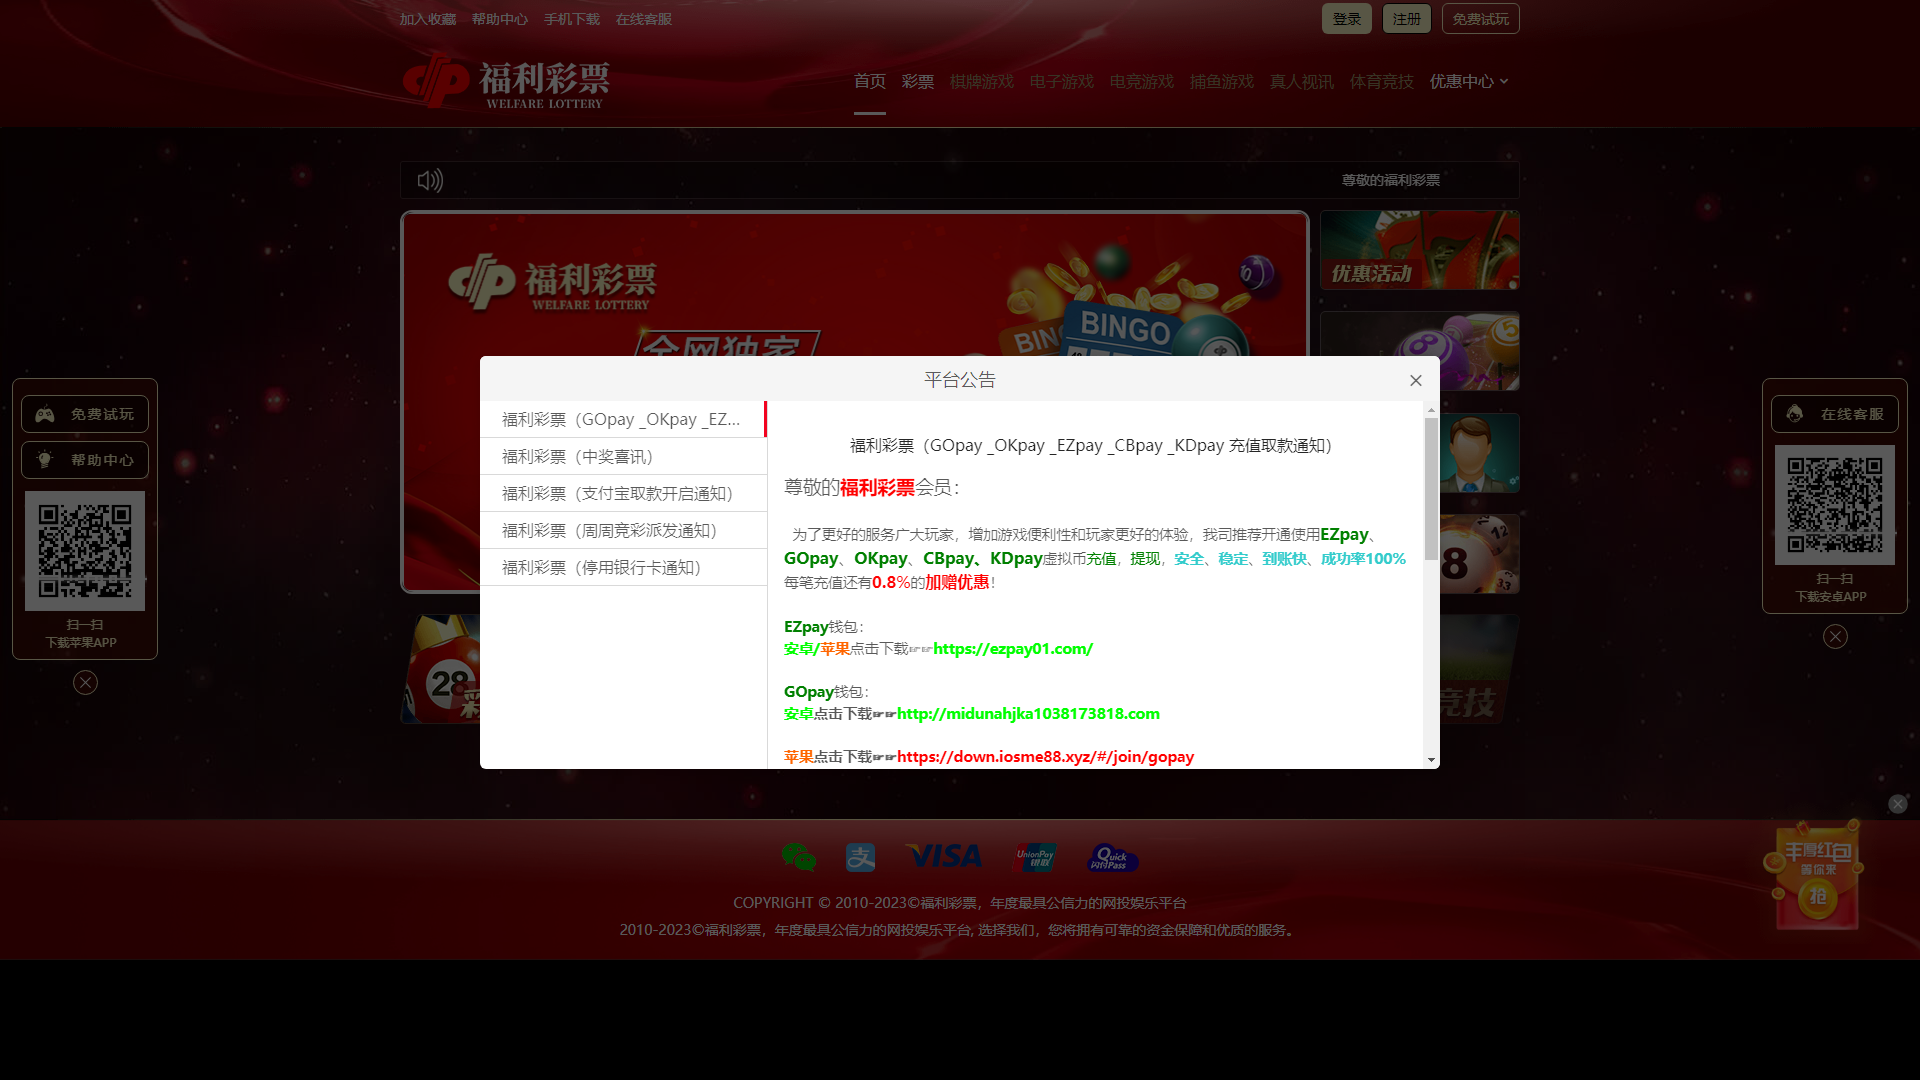 加入收藏 帮助中心 手机下载 在线客服
登录 注册 免费试玩
福利彩票
WELFARE LOTTERY
首页 彩票 棋牌游戏 电子游戏 电竞游戏 捕鱼游戏 真人视讯 体育竞技 优惠中心
尊敬的福利彩票
福利彩票
WELFARE LOTTERY
全网独家
BINGO
优惠活动
免费试玩
帮助中心
扫一扫
下载苹果APP
在线客服
扫一扫
下载安卓APP
平台公告
福利彩票（GOpay _OKpay _EZ...
福利彩票（中奖喜讯）
福利彩票（支付宝取款开启通知）
福利彩票（周周竞彩派发通知）
福利彩票（停用银行卡通知）
福利彩票（GOpay _OKpay _EZpay _CBpay _KDpay 充值取款通知）
尊敬的福利彩票会员：
为了更好的服务广大玩家，增加游戏便利性和玩家更好的体验，我司推荐开通使用EZpay、
GOpay、OKpay、CBpay、KDpay虚拟币充值，提现，安全、稳定、到账快、成功率100%
每笔充值还有0.8%的加赠优惠！
EZpay钱包：
安卓/苹果点击下载☞☞https://ezpay01.com/
GOpay钱包：
安卓点击下载☞☞http://midunahjka1038173818.com
苹果点击下载☞☞https://down.iosme88.xyz/#/join/gopay
28
8
33
竞技
VISA
UnionPay
银联
Quick
闪付Pass
丰厚红包
等你来
抢
COPYRIGHT © 2010-2023©福利彩票，年度最具公信力的网投娱乐平台
2010-2023©福利彩票，年度最具公信力的网投娱乐平台, 选择我们，您将拥有可靠的资金保障和优质的服务。